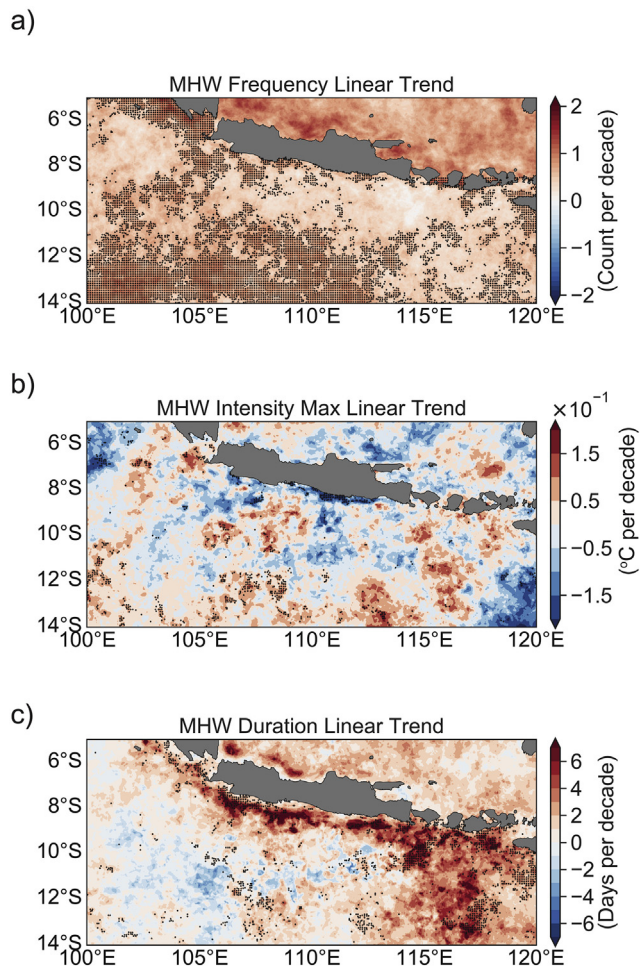 a)
MHW Frequency Linear Trend
6°S
8°S
10°S
12°S
14°S
100°E 105°E 110°E 115°E 120°E
2
1
0
−1
−2
(Count per decade)
b)
MHW Intensity Max Linear Trend
×10⁻¹
6°S
8°S
10°S
12°S
14°S
100°E 105°E 110°E 115°E 120°E
1.5
0.5
−0.5
−1.5
(°C per decade)
c)
MHW Duration Linear Trend
6°S
8°S
10°S
12°S
14°S
100°E 105°E 110°E 115°E 120°E
6
4
2
0
−2
−4
−6
(Days per decade)